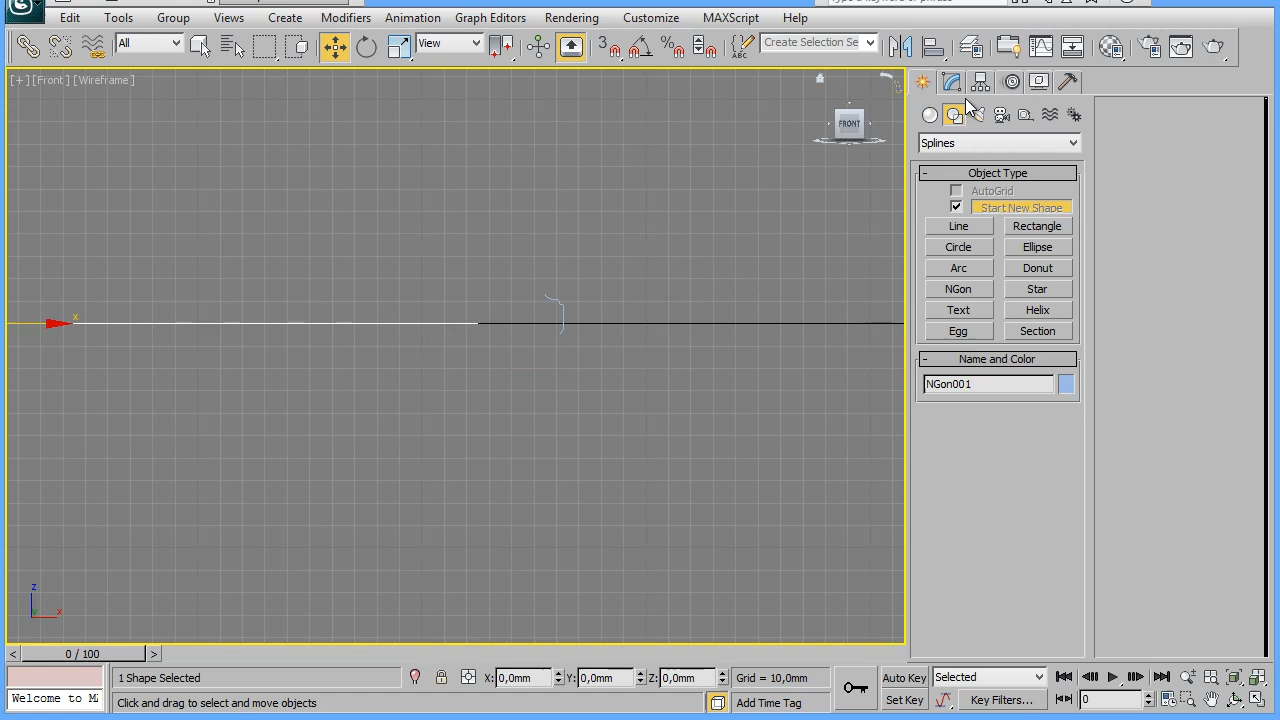 Edit Tools Group Views Create Modifiers Animation Graph Editors Rendering Customize MAXScript Help
All View 3 ABC Create Selection Se
[+] [Front] [Wireframe]
FRONT
Splines
- Object Type
AutoGrid
Start New Shape
Line Rectangle
Circle Ellipse
Arc Donut
NGon Star
Text Helix
Egg Section
- Name and Color
NGon001
x
z
x
< 0 / 100 >
1 Shape Selected X: 0,0mm Y: 0,0mm Z: 0,0mm Grid = 10,0mm Auto Key Selected
Welcome to M Click and drag to select and move objects Add Time Tag Set Key Key Filters... 0